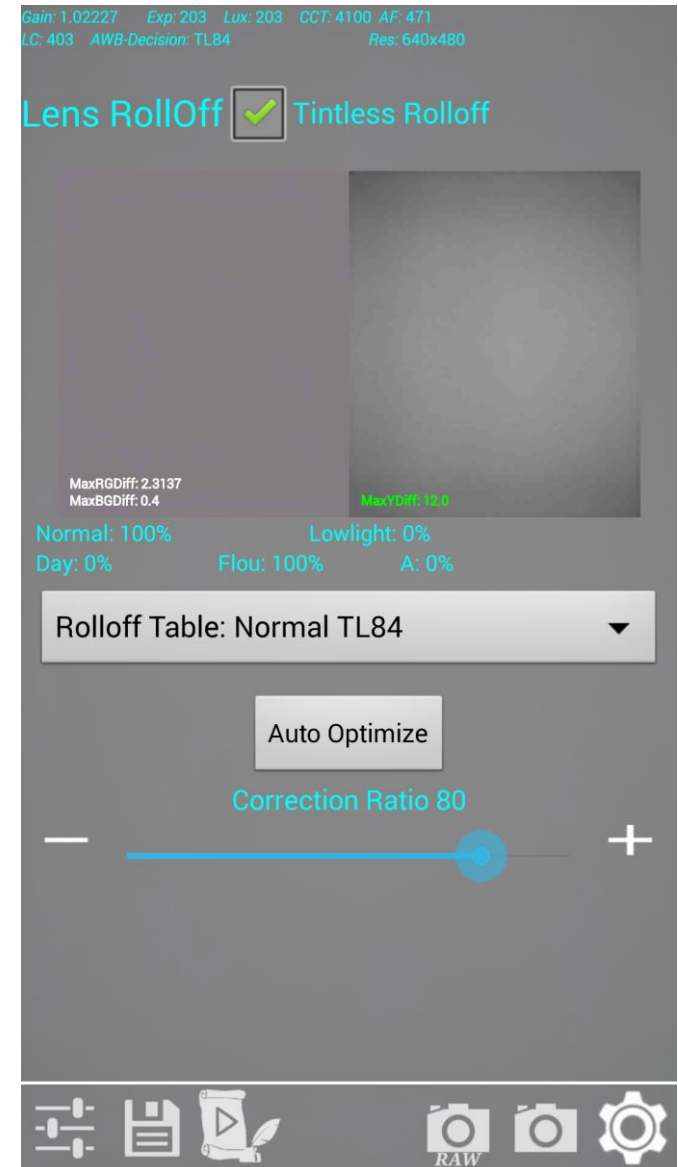 Gain: 1.02227 Exp: 203 Lux: 203 CCT: 4100 AF: 471
LC: 403 AWB-Decision: TL84 Res: 640x480
Lens RollOff Tintless Rolloff
MaxRGDiff: 2.3137
MaxBGDiff: 0.4 MaxYDiff: 12.0
Normal: 100% Lowlight: 0%
Day: 0% Flou: 100% A: 0%
Rolloff Table: Normal TL84
Auto Optimize
Correction Ratio 80
RAW